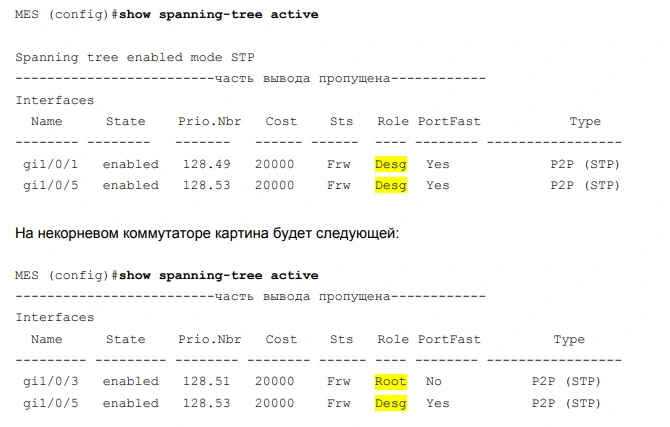 MES (config)#show spanning-tree active
Spanning tree enabled mode STP
-------------------------часть вывода пропущена------------
Interfaces
Name State Prio.Nbr Cost Sts Role PortFast Type
-------- -------- ------- ------ ------ ---- -------- -----------------
gi1/0/1 enabled 128.49 20000 Frw Desg Yes P2P (STP)
gi1/0/5 enabled 128.53 20000 Frw Desg Yes P2P (STP)
На некорневом коммутаторе картина будет следующей:
MES (config)#show spanning-tree active
-------------------------часть вывода пропущена------------
Interfaces
Name State Prio.Nbr Cost Sts Role PortFast Type
--------- -------- -------- -------- ------ ---- -------- -----------------
gi1/0/3 enabled 128.51 20000 Frw Root No P2P (STP)
gi1/0/5 enabled 128.53 20000 Frw Desg Yes P2P (STP)